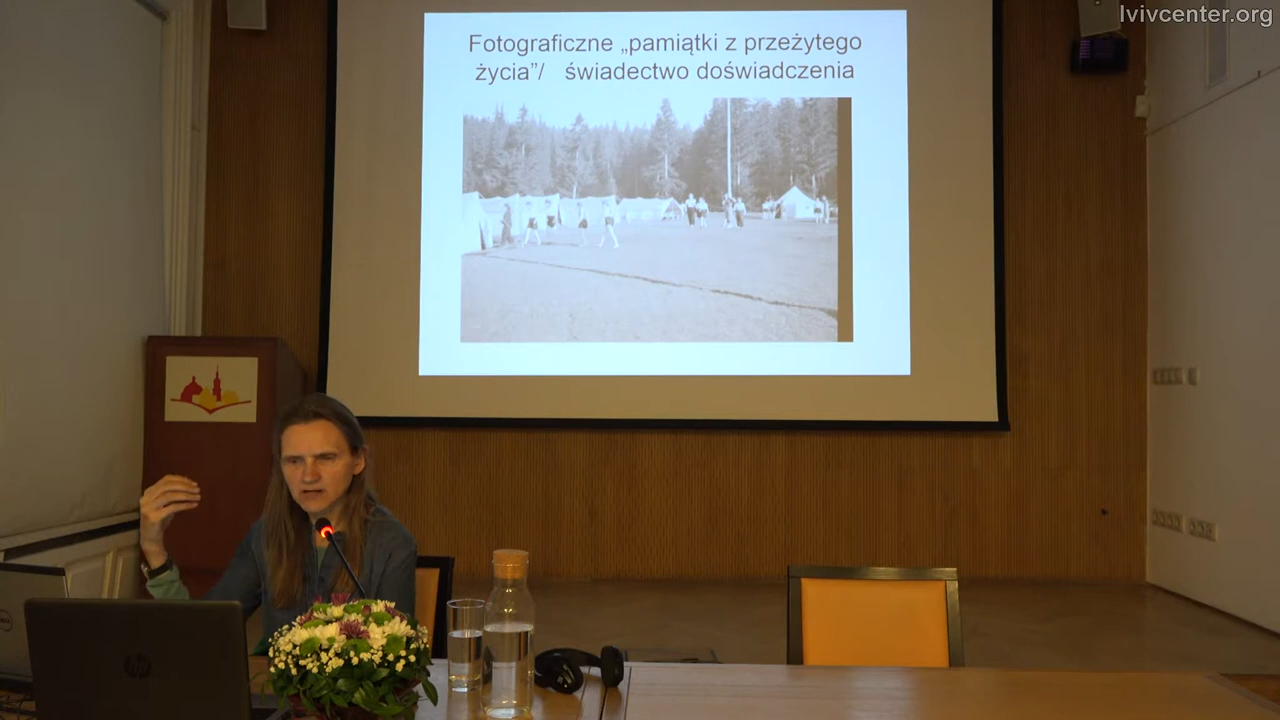 lvivcenter.org
Fotograficzne „pamiątki z przeżytego
życia”/ świadectwo doświadczenia